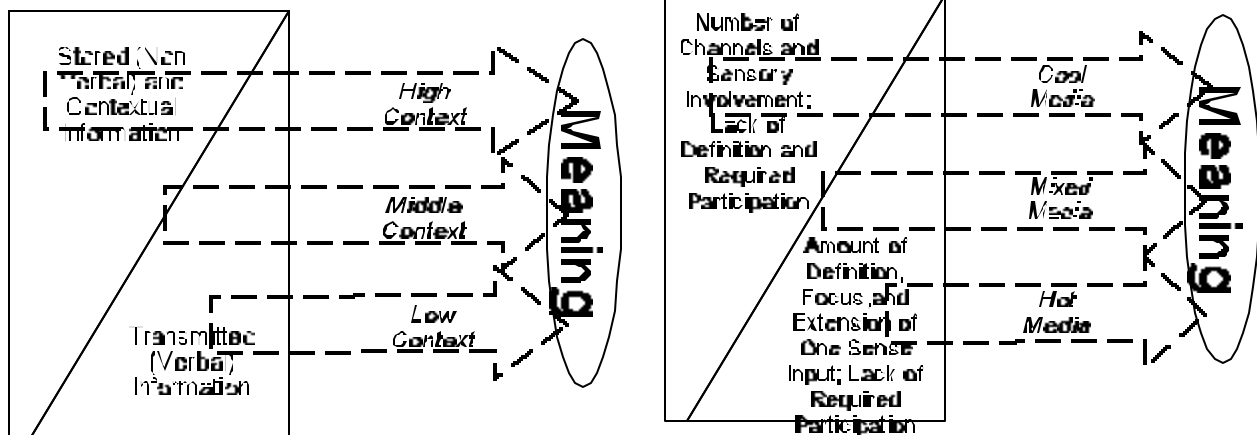 Stored (Non
Verbal) and
Contextual
Information
High
Context
Middle
Context
Low
Context
Transmitted
(Verbal)
Information
Meaning
Number of
Channels and
Sensory
Involvement;
Lack of
Definition and
Required
Participation
Cool
Media
Mixed
Media
Amount of
Definition,
Focus,and
Extension of
One Sense
Input; Lack of
Required
Participation
Hot
Media
Meaning